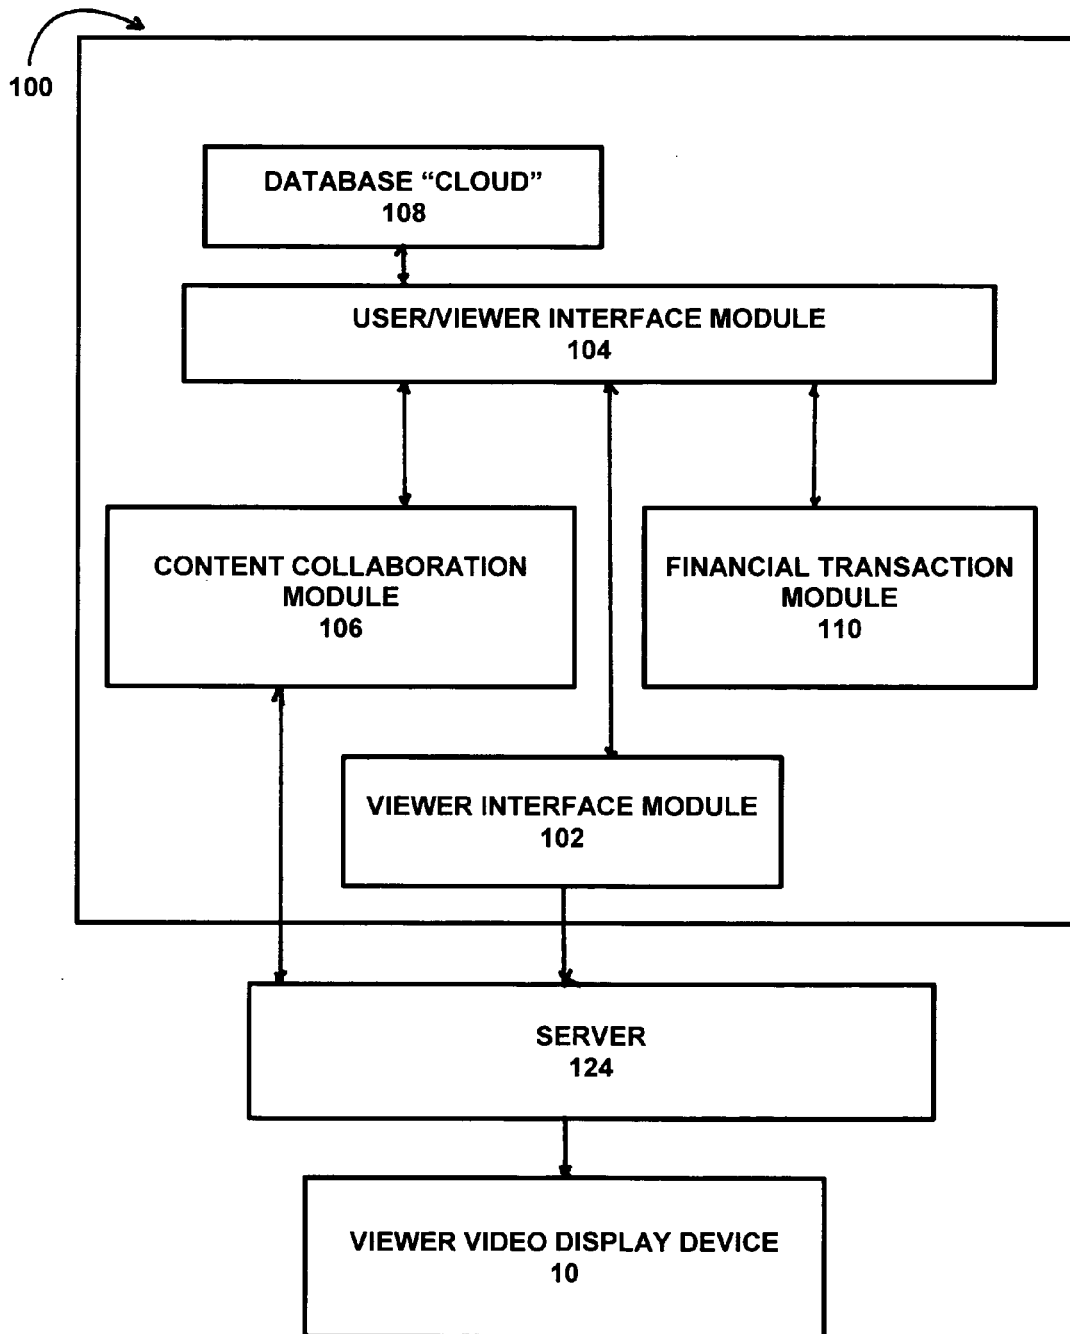 100
DATABASE “CLOUD”
108
USER/VIEWER INTERFACE MODULE
104
CONTENT COLLABORATION
MODULE
106
FINANCIAL TRANSACTION
MODULE
110
VIEWER INTERFACE MODULE
102
SERVER
124
VIEWER VIDEO DISPLAY DEVICE
10